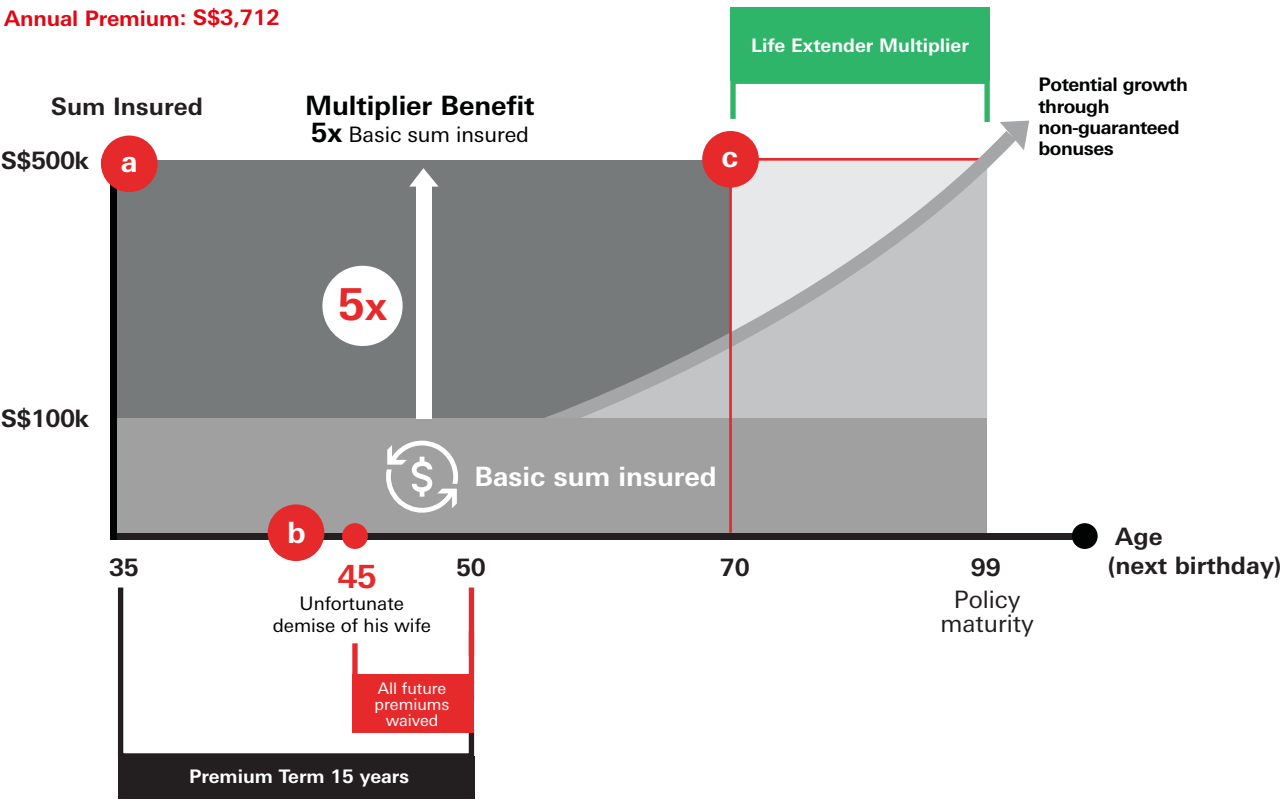 Annual Premium: S$3,712
Life Extender Multiplier
Sum Insured
Multiplier Benefit
5x Basic sum insured
Potential growth
through
non-guaranteed
bonuses
S$500k
a
c
5x
S$100k
$
Basic sum insured
b
35
45
50
70
99
Age
(next birthday)
Unfortunate
demise of his wife
Policy
maturity
All future
premiums
waived
Premium Term 15 years